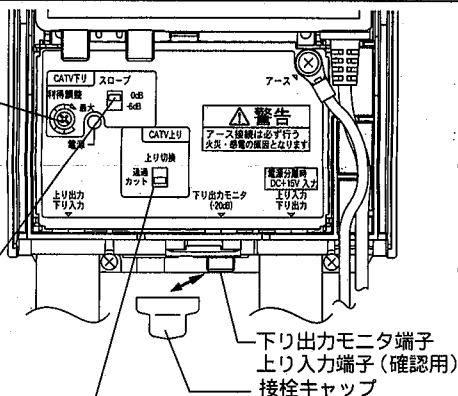 CATV下り
スロープ
利得調整
最大
0dB
-6dB
電源
CATV上り
上り切換
通過
カット
アース
警告
アース接続は必ず行う
火災・感電の原因となります
電源分離時
DC+15V 入力
上り出力
下り入力
下り出力モニタ
(-20dB)
上り入力
下り出力
下り出力モニタ端子
上り入力端子(確認用)
接栓キャップ